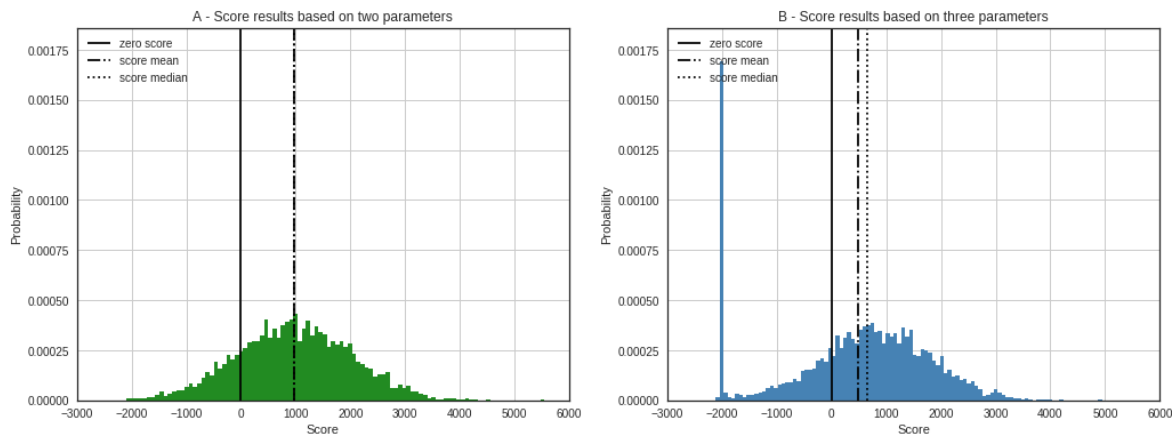 A - Score results based on two parameters
zero score
score mean
score median
0.00175
0.00150
0.00125
0.00100
0.00075
0.00050
0.00025
0.00000
Probability
−3000 −2000 −1000 0 1000 2000 3000 4000 5000 6000
Score
B - Score results based on three parameters
zero score
score mean
score median
0.00175
0.00150
0.00125
0.00100
0.00075
0.00050
0.00025
0.00000
Probability
−3000 −2000 −1000 0 1000 2000 3000 4000 5000 6000
Score